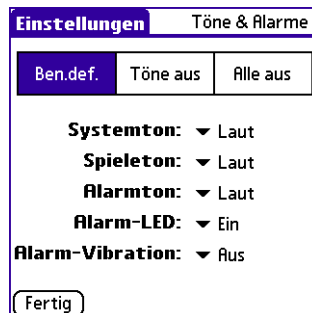 Einstellungen Töne & Alarme
Ben.def. Töne aus Alle aus
Systemton: Laut
Spieleton: Laut
Alarmton: Laut
Alarm-LED: Ein
Alarm-Vibration: Aus
Fertig